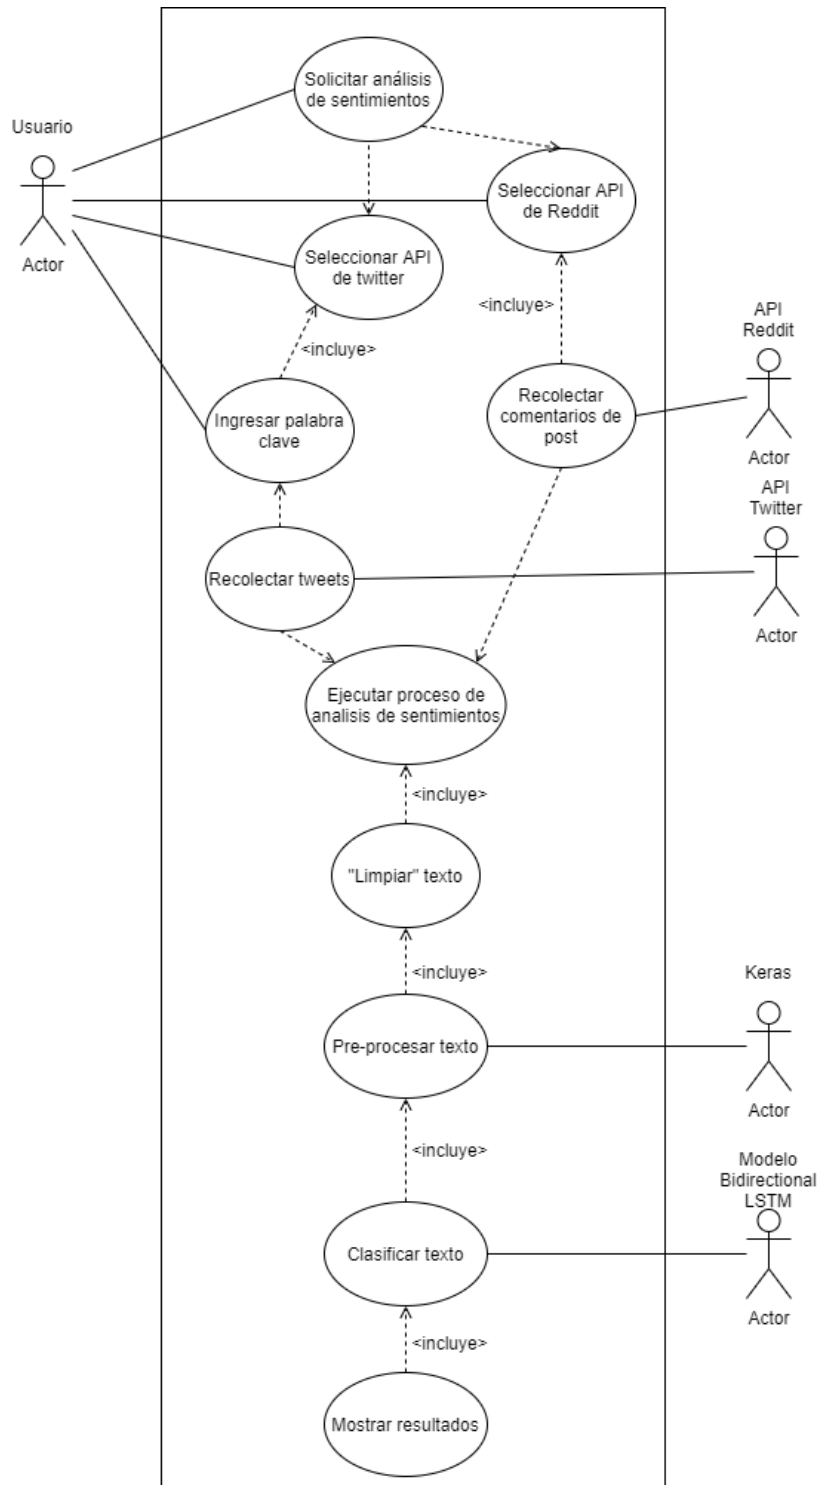 Solicitar análisis
de sentimientos
Usuario
Actor
Seleccionar API
de Reddit
Seleccionar API
de twitter
<incluye>
<incluye>
API
Reddit
Actor
Ingresar palabra
clave
Recolectar
comentarios de
post
API
Twitter
Actor
Recolectar tweets
Ejecutar proceso de
analisis de sentimientos
<incluye>
"Limpiar" texto
<incluye>
Keras
Actor
Pre-procesar texto
<incluye>
Modelo
Bidirectional
LSTM
Actor
Clasificar texto
<incluye>
Mostrar resultados